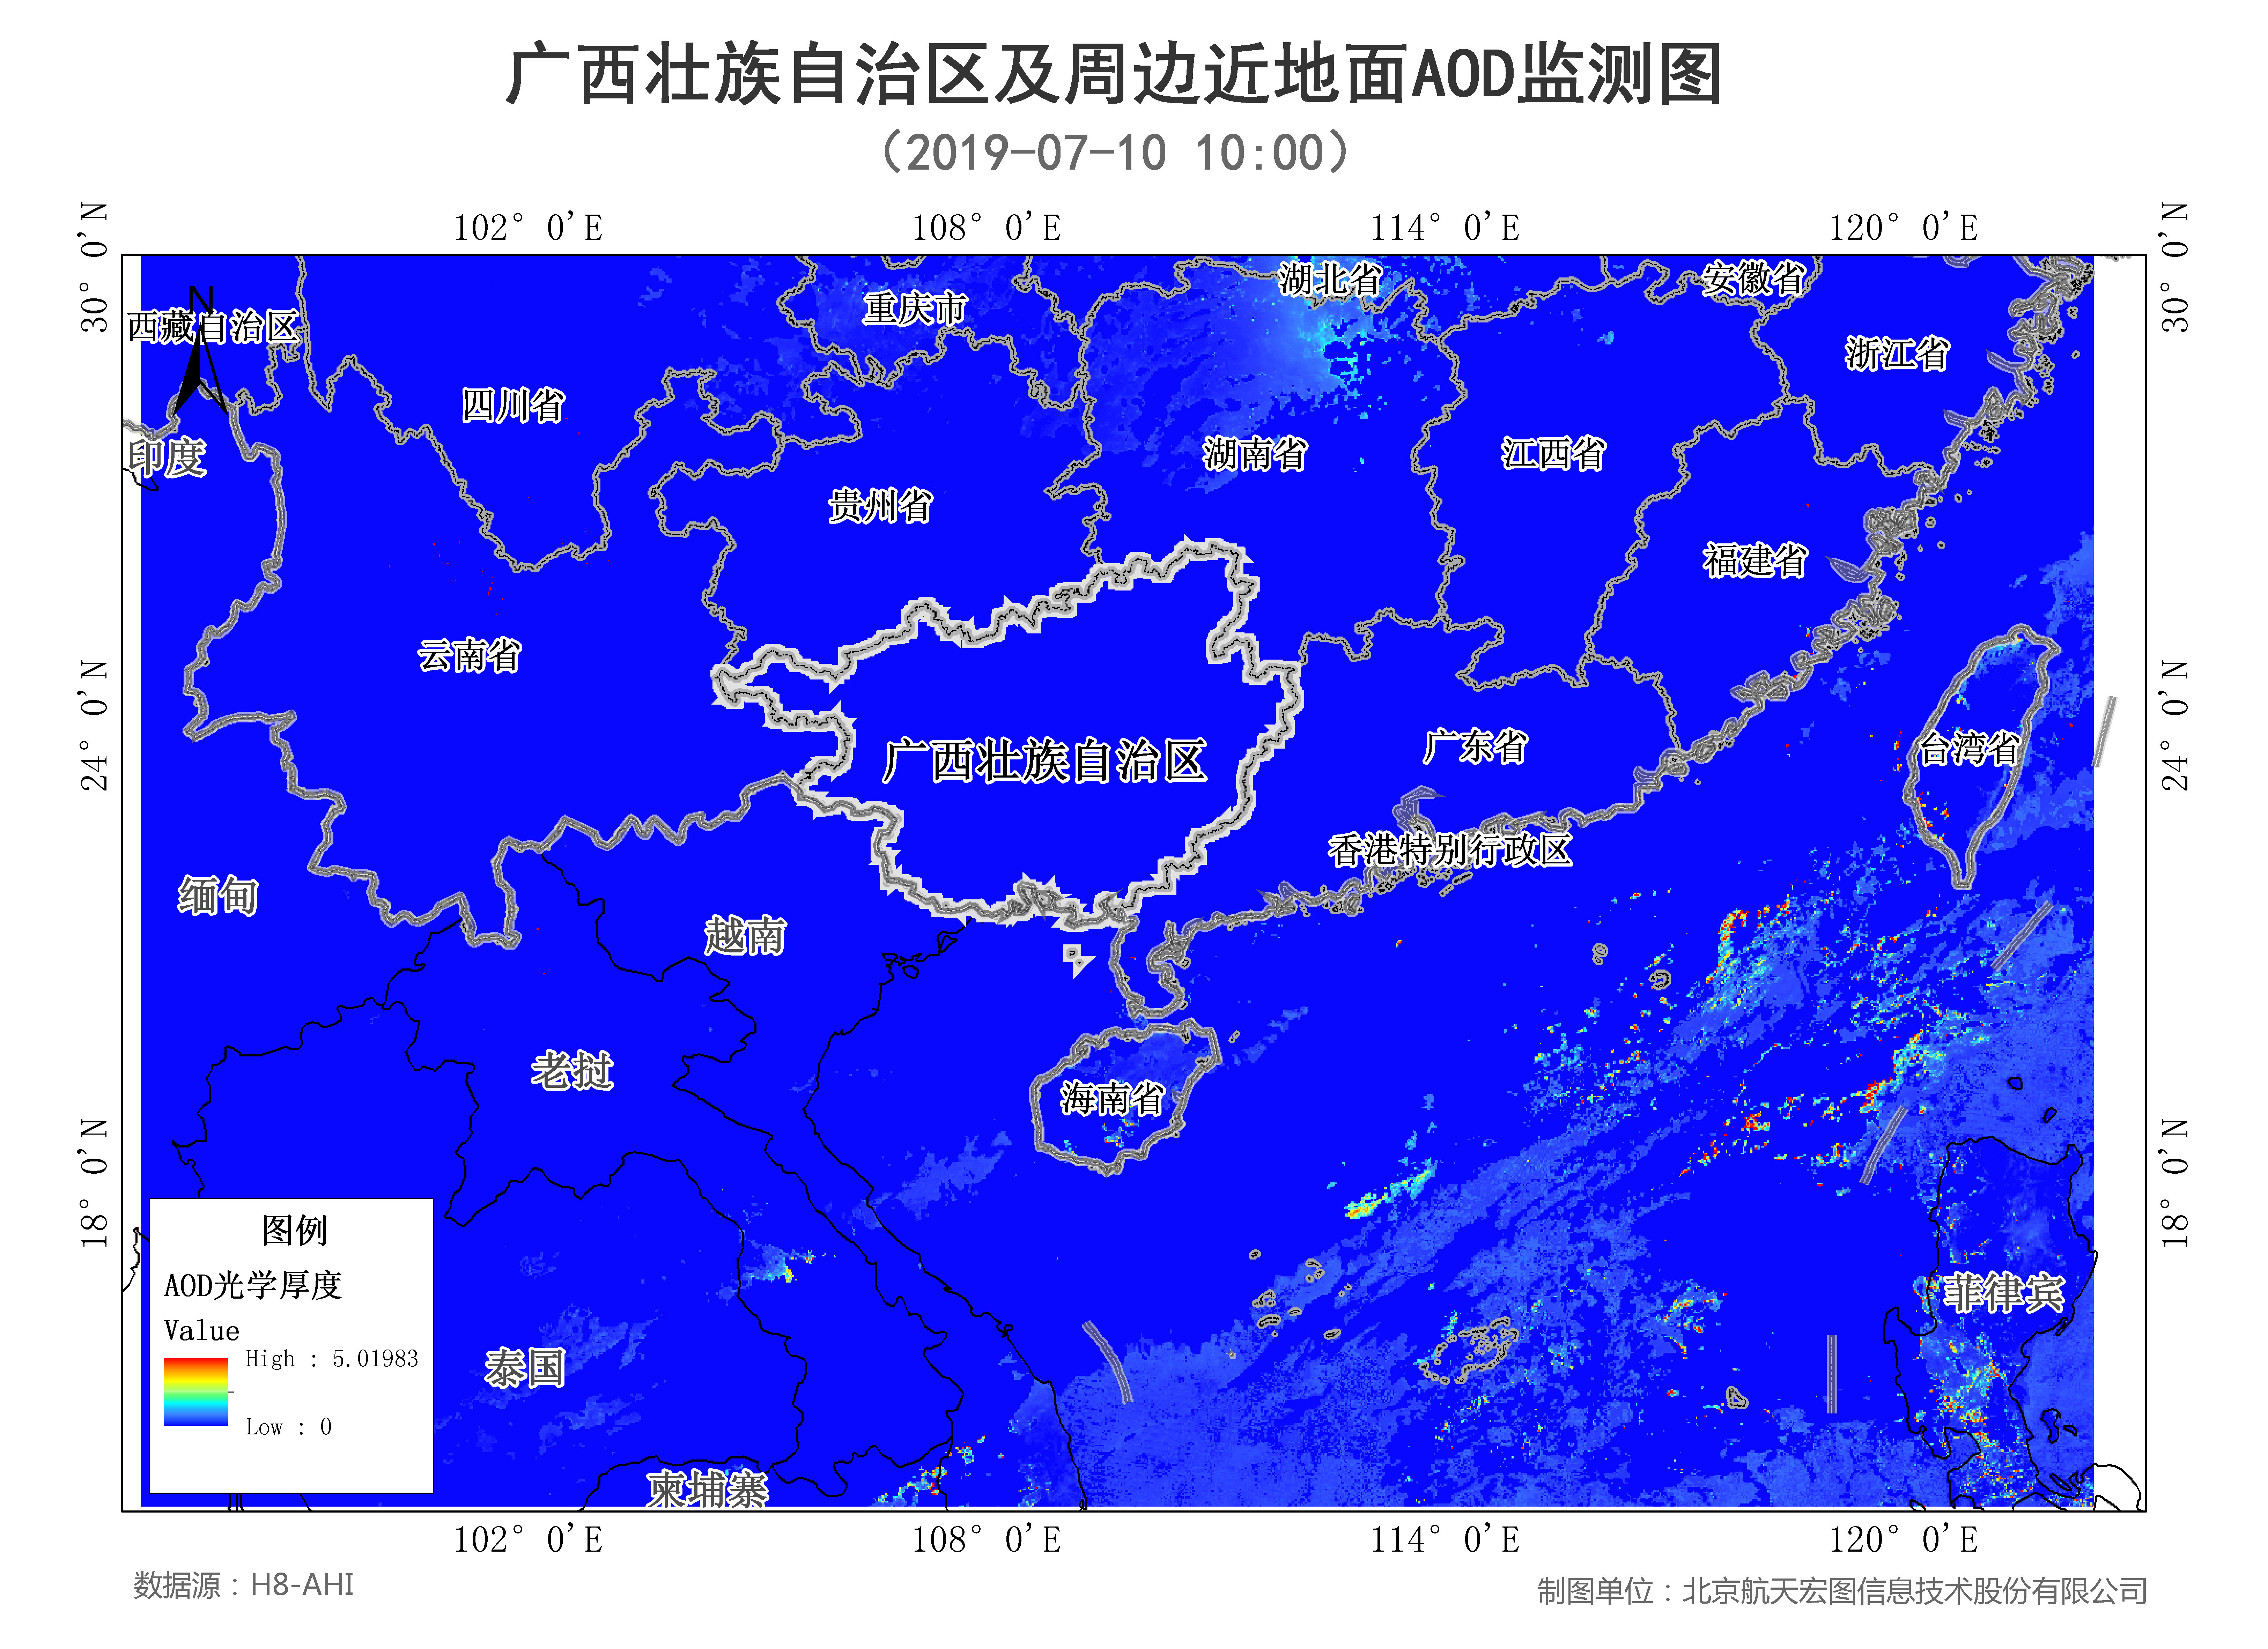 广西壮族自治区及周边近地面AOD监测图
（2019-07-10 10:00）
102° 0'E
108° 0'E
114° 0'E
120° 0'E
30° 0'N
30° 0'N
N
西藏自治区
重庆市
湖北省
安徽省
浙江省
四川省
印度
湖南省
江西省
贵州省
福建省
云南省
24° 0'N
24° 0'N
广西壮族自治区
广东省
台湾省
香港特别行政区
缅甸
越南
老挝
海南省
18° 0'N
18° 0'N
菲律宾
泰国
柬埔寨
图例
AOD光学厚度
Value
High : 5.01983
Low : 0
102° 0'E
108° 0'E
114° 0'E
120° 0'E
数据源：H8-AHI
制图单位：北京航天宏图信息技术股份有限公司